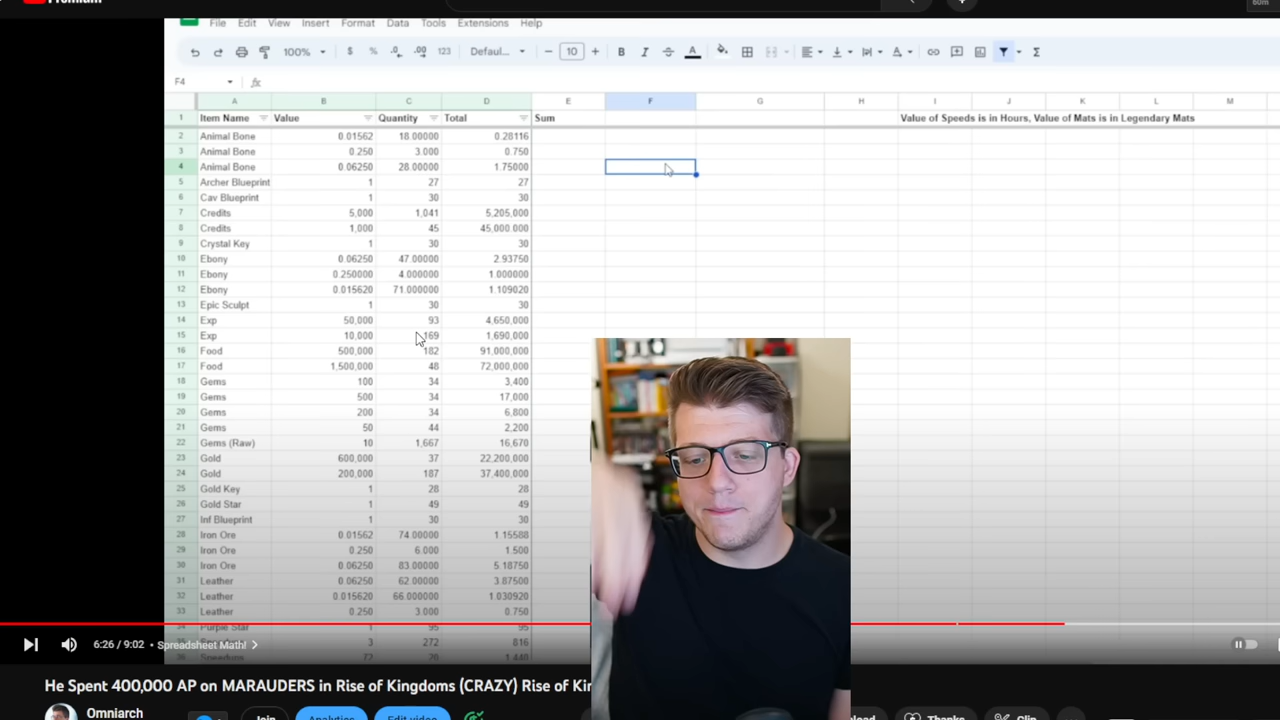 Premium
60m
File Edit View Insert Format Data Tools Extensions Help
100% $ % .0 .00 123 Defaul... 10 B I A
F4 fx
A B C D E F G H I J K L M
1 Item Name Value Quantity Total Sum Value of Speeds is in Hours, Value of Mats is in Legendary Mats
2 Animal Bone 0.01562 18.00000 0.28116
3 Animal Bone 0.250 3.000 0.750
4 Animal Bone 0.06250 28.00000 1.75000
5 Archer Blueprint 1 27 27
6 Cav Blueprint 1 30 30
7 Credits 5,000 1,041 5,205,000
8 Credits 1,000 45 45,000.000
9 Crystal Key 1 30 30
10 Ebony 0.06250 47.00000 2.93750
11 Ebony 0.250000 4.000000 1.000000
12 Ebony 0.015620 71.000000 1.109020
13 Epic Sculpt 1 30 30
14 Exp 50,000 93 4,650,000
15 Exp 10,000 169 1,690,000
16 Food 500,000 182 91,000,000
17 Food 1,500,000 48 72,000,000
18 Gems 100 34 3,400
19 Gems 500 34 17,000
20 Gems 200 34 6,800
21 Gems 50 44 2,200
22 Gems (Raw) 10 1,667 16,670
23 Gold 600,000 37 22,200,000
24 Gold 200,000 187 37,400,000
25 Gold Key 1 28 28
26 Gold Star 1 49 49
27 Inf Blueprint 1 30 30
28 Iron Ore 0.01562 74.00000 1.15588
29 Iron Ore 0.250 6.000 1.500
30 Iron Ore 0.06250 83.00000 5.18750
31 Leather 0.06250 62.00000 3.87500
32 Leather 0.015620 66.000000 1.030920
33 Leather 0.250 3.000 0.750
34 Purple Star 1 95 95
3 272 816
36 Speedups 72 20 1,440
6:26 / 9:02 • Spreadsheet Math!
He Spent 400,000 AP on MARAUDERS in Rise of Kingdoms (CRAZY) Rise of Ki
Omniarch
Join Analytics Edit video Thanks Clip